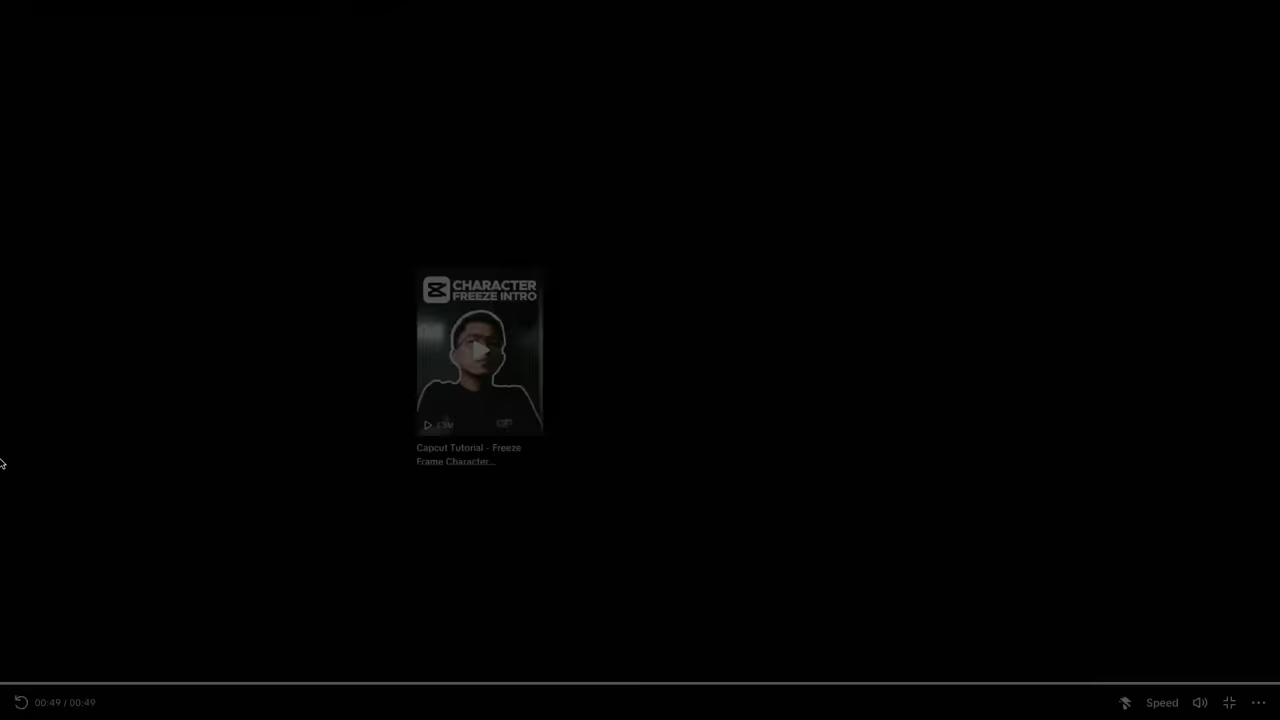 CHARACTER
FREEZE INTRO
Capcut Tutorial - Freeze
Frame Character...
00:49 / 00:49
Speed